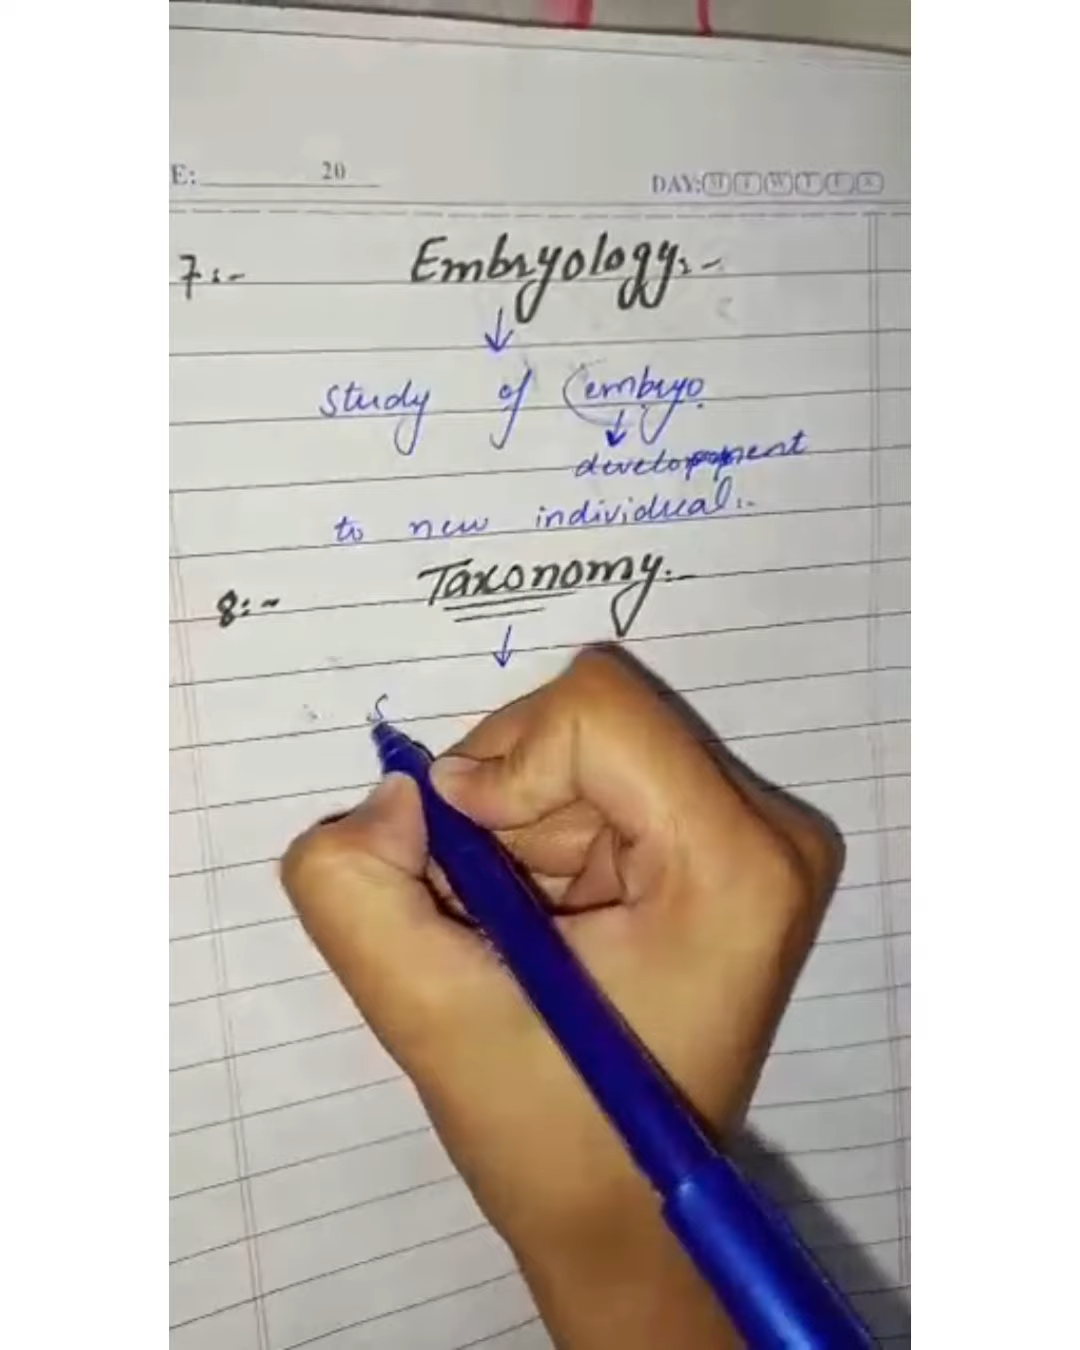 E: 20
DAY: M T W T F S
7:- Embryology:-
↓
study of (embryo.
↓
development
to new individual:-
8:- Taxonomy:-
↓
S